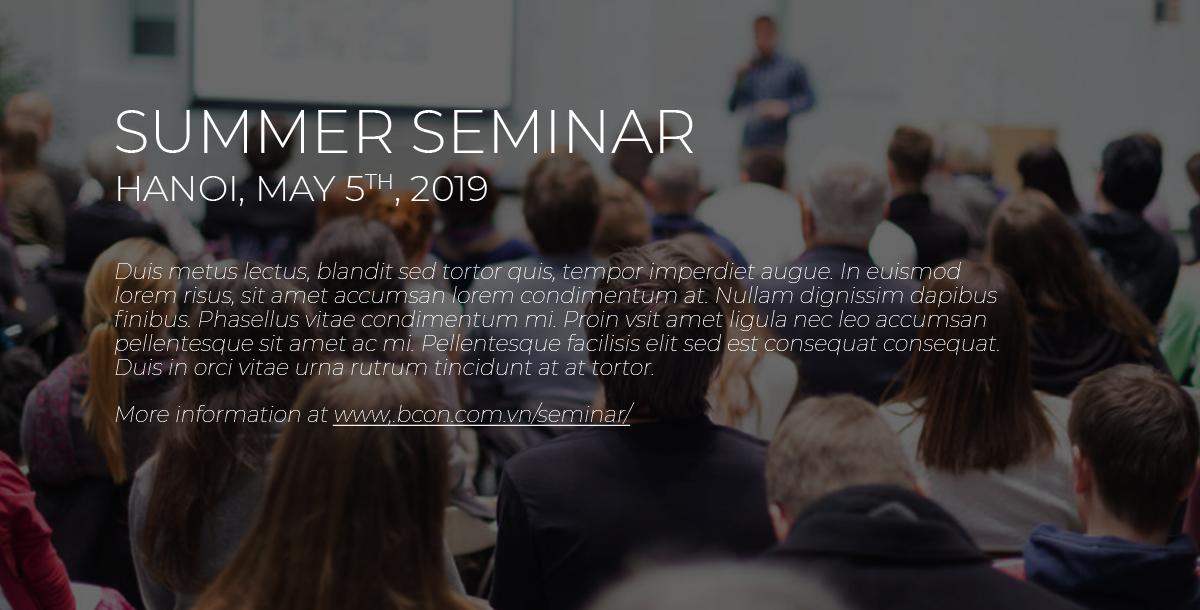 SUMMER SEMINAR
HANOI, MAY 5TH, 2019
Duis metus lectus, blandit sed tortor quis, tempor imperdiet augue. In euismod
lorem risus, sit amet accumsan lorem condimentum at. Nullam dignissim dapibus
finibus. Phasellus vitae condimentum mi. Proin vsit amet ligula nec leo accumsan
pellentesque sit amet ac mi. Pellentesque facilisis elit sed est consequat consequat.
Duis in orci vitae urna rutrum tincidunt at at tortor.
More information at www,.bcon.com.vn/seminar/